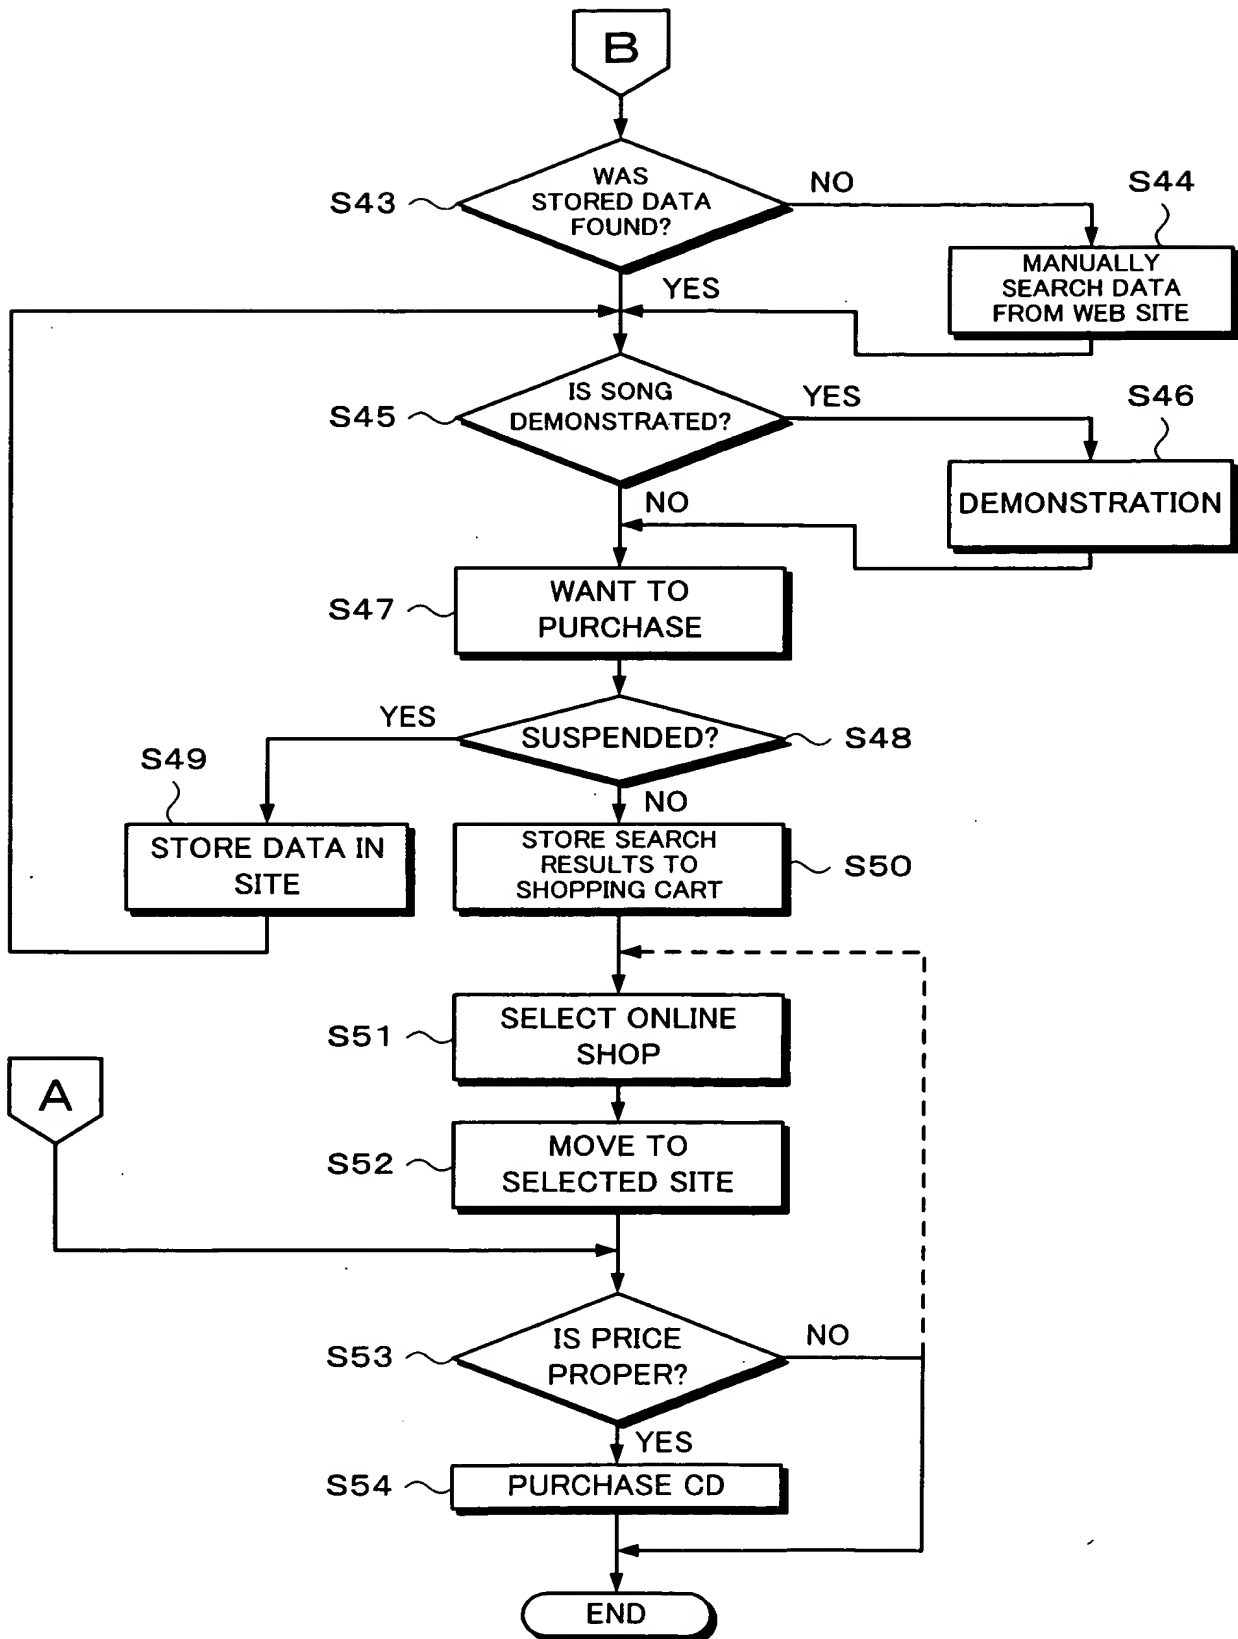 B
S43
WAS
STORED DATA
FOUND?
NO
S44
MANUALLY
SEARCH DATA
FROM WEB SITE
YES
S45
IS SONG
DEMONSTRATED?
YES
S46
DEMONSTRATION
NO
S47
WANT TO
PURCHASE
YES
SUSPENDED?
S48
S49
STORE DATA IN
SITE
NO
STORE SEARCH
RESULTS TO
SHOPPING CART
S50
S51
SELECT ONLINE
SHOP
A
S52
MOVE TO
SELECTED SITE
S53
IS PRICE
PROPER?
NO
YES
S54
PURCHASE CD
END